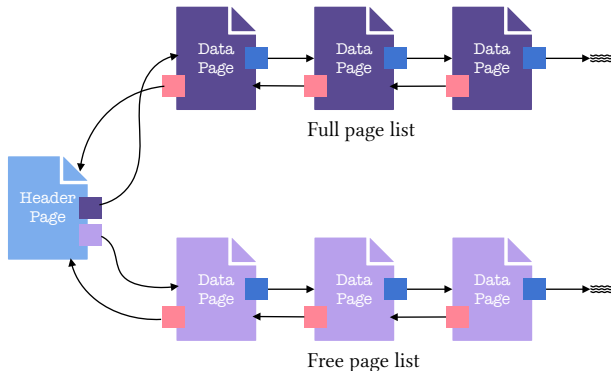 Data
Page
Data
Page
Data
Page
Full page list
Header
Page
Data
Page
Data
Page
Data
Page
Free page list